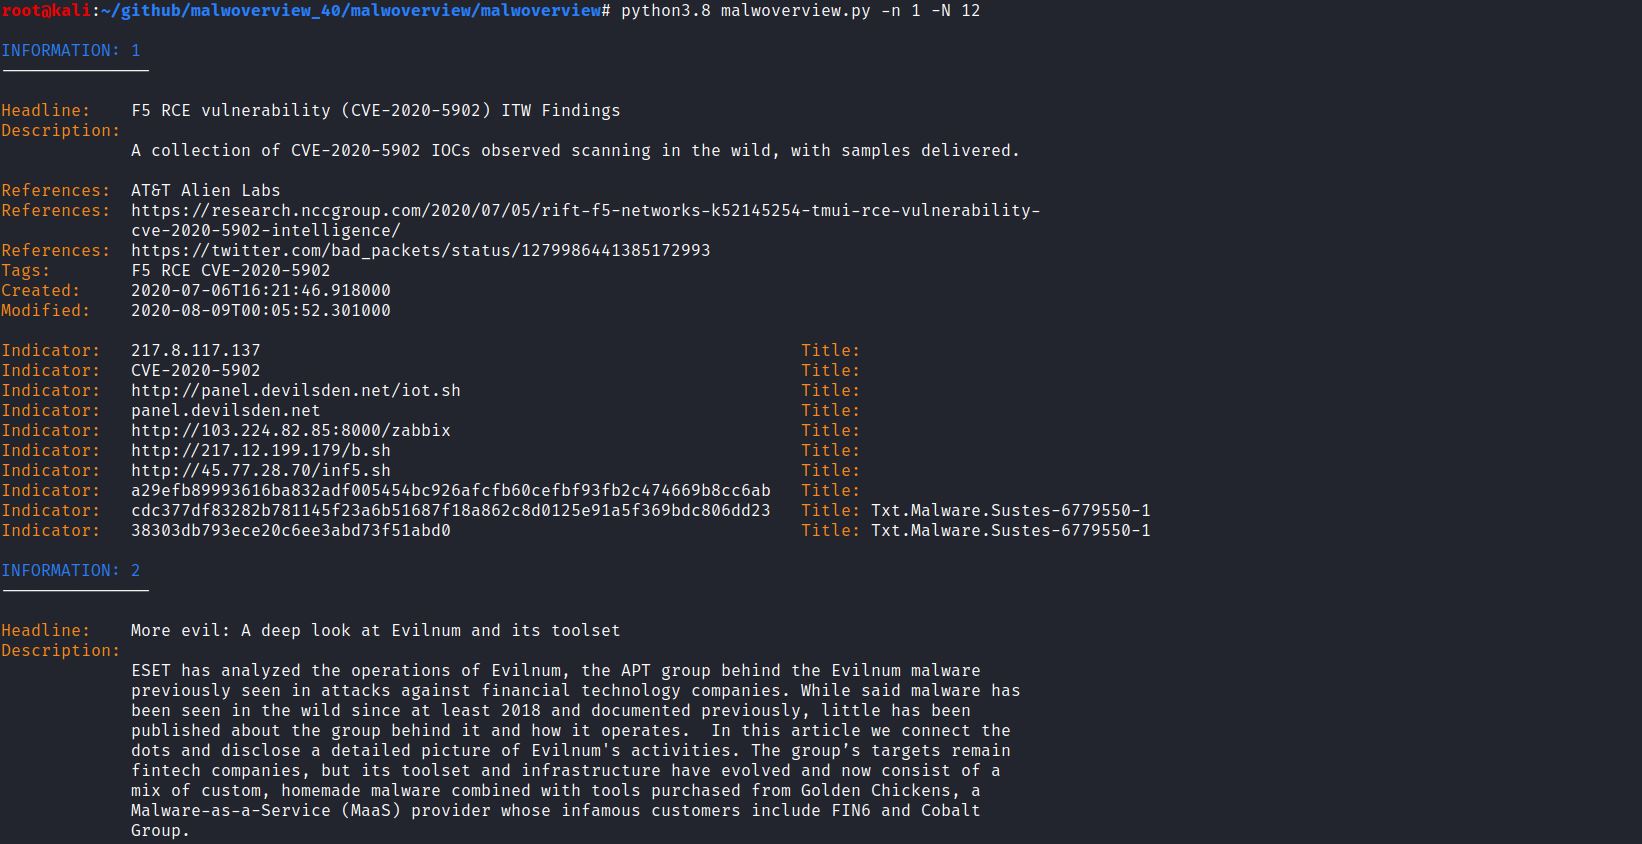 root@kali:~/github/malwoverview_40/malwoverview/malwoverview# python3.8 malwoverview.py -n 1 -N 12
INFORMATION: 1
Headline: F5 RCE vulnerability (CVE-2020-5902) ITW Findings
Description:
A collection of CVE-2020-5902 IOCs observed scanning in the wild, with samples delivered.
References: AT&T Alien Labs
References: https://research.nccgroup.com/2020/07/05/rift-f5-networks-k52145254-tmui-rce-vulnerability-
cve-2020-5902-intelligence/
References: https://twitter.com/bad_packets/status/1279986441385172993
Tags: F5 RCE CVE-2020-5902
Created: 2020-07-06T16:21:46.918000
Modified: 2020-08-09T00:05:52.301000
Indicator: 217.8.117.137 Title:
Indicator: CVE-2020-5902 Title:
Indicator: http://panel.devilsden.net/iot.sh Title:
Indicator: panel.devilsden.net Title:
Indicator: http://103.224.82.85:8000/zabbix Title:
Indicator: http://217.12.199.179/b.sh Title:
Indicator: http://45.77.28.70/inf5.sh Title:
Indicator: a29efb89993616ba832adf005454bc926afcfb60cefbf93fb2c474669b8cc6ab Title:
Indicator: cdc377df83282b781145f23a6b51687f18a862c8d0125e91a5f369bdc806dd23 Title: Txt.Malware.Sustes-6779550-1
Indicator: 38303db793ece20c6ee3abd73f51abd0 Title: Txt.Malware.Sustes-6779550-1
INFORMATION: 2
Headline: More evil: A deep look at Evilnum and its toolset
Description:
ESET has analyzed the operations of Evilnum, the APT group behind the Evilnum malware
previously seen in attacks against financial technology companies. While said malware has
been seen in the wild since at least 2018 and documented previously, little has been
published about the group behind it and how it operates.  In this article we connect the
dots and disclose a detailed picture of Evilnum's activities. The group’s targets remain
fintech companies, but its toolset and infrastructure have evolved and now consist of a
mix of custom, homemade malware combined with tools purchased from Golden Chickens, a
Malware-as-a-Service (MaaS) provider whose infamous customers include FIN6 and Cobalt
Group.